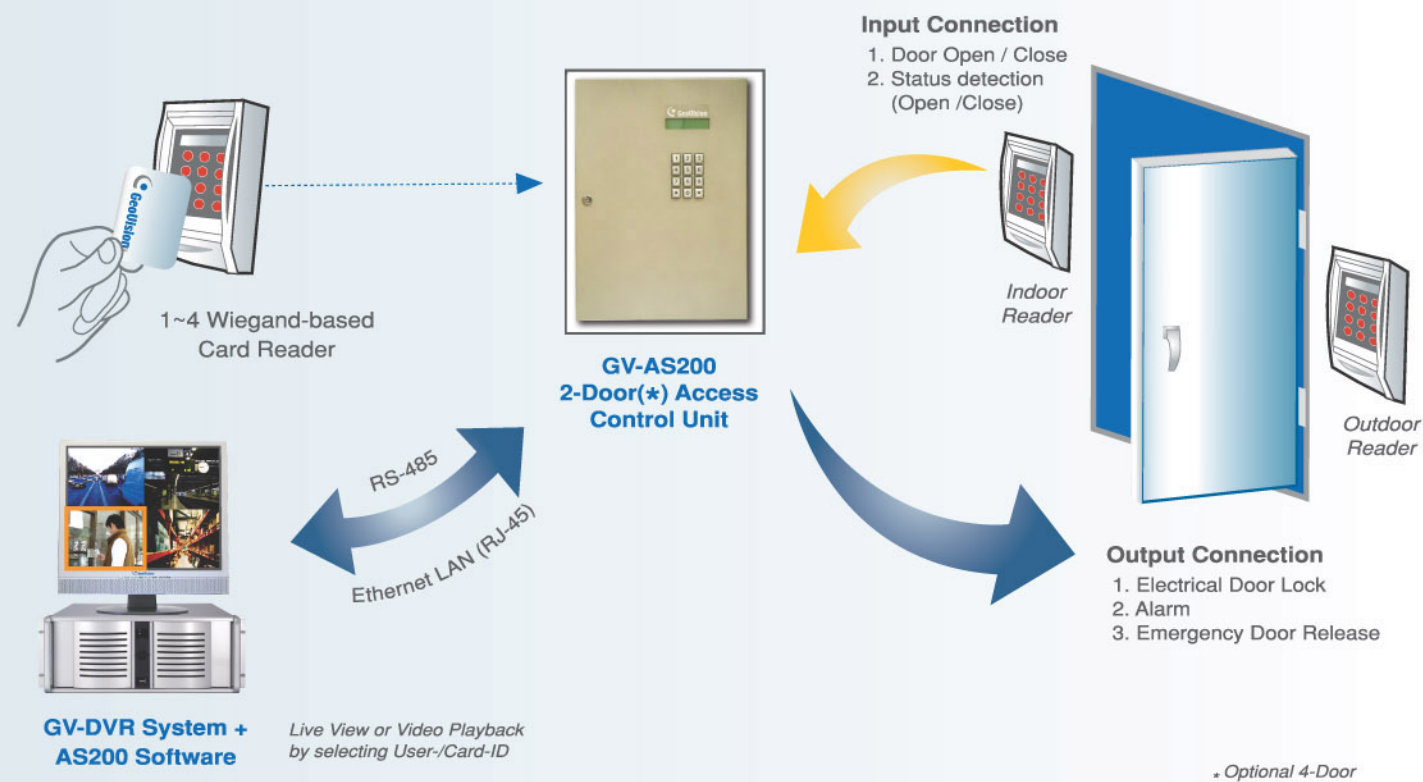 Input Connection
1. Door Open / Close
2. Status detection
(Open /Close)
GeoVision
GeoVision
1~4 Wiegand-based
Card Reader
GV-AS200
2-Door(*) Access
Control Unit
Indoor
Reader
Outdoor
Reader
RS-485
Ethernet LAN (RJ-45)
Output Connection
1. Electrical Door Lock
2. Alarm
3. Emergency Door Release
GV-DVR System +
AS200 Software
Live View or Video Playback
by selecting User-/Card-ID
* Optional 4-Door